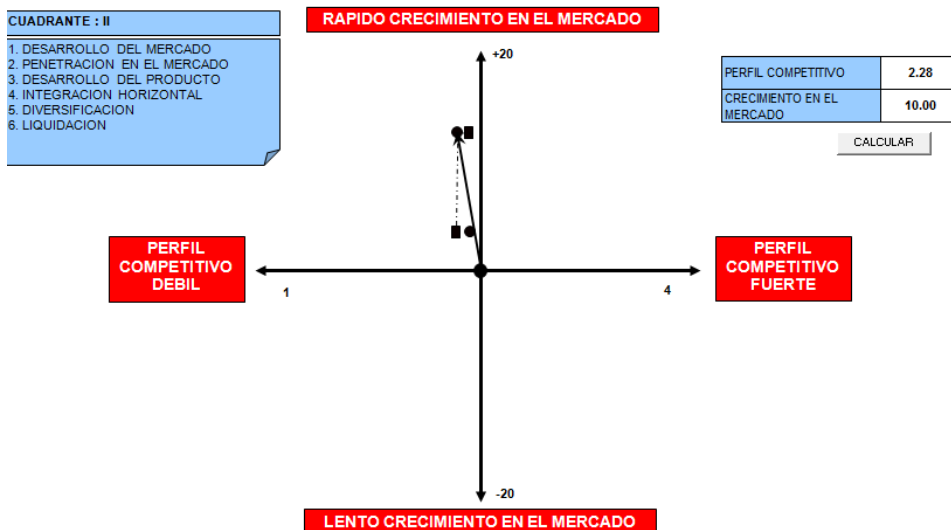 CUADRANTE : II
1. DESARROLLO DEL MERCADO
2. PENETRACION EN EL MERCADO
3. DESARROLLO DEL PRODUCTO
4. INTEGRACION HORIZONTAL
5. DIVERSIFICACION
6. LIQUIDACION
RAPIDO CRECIMIENTO EN EL MERCADO
+20
PERFIL COMPETITIVO 2.28
CRECIMIENTO EN EL
MERCADO 10.00
CALCULAR
PERFIL
COMPETITIVO
DEBIL
1
4
PERFIL
COMPETITIVO
FUERTE
-20
LENTO CRECIMIENTO EN EL MERCADO